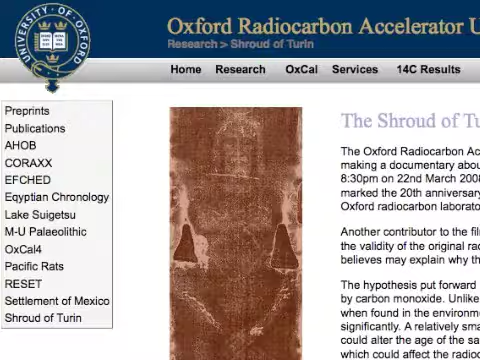 UNIVERSITY OF OXFORD
Oxford Radiocarbon Accelerator U
Research > Shroud of Turin
Home Research OxCal Services 14C Results
Preprints
Publications
AHOB
CORAXX
EFCHED
Egyptian Chronology
Lake Suigetsu
M-U Palaeolithic
OxCal4
Pacific Rats
RESET
Settlement of Mexico
Shroud of Turin
The Shroud of Tu
The Oxford Radiocarbon Ac
making a documentary abou
8:30pm on 22nd March 2008
marked the 20th anniversary
Oxford radiocarbon laborato
Another contributor to the film
the validity of the original rad
believes may explain why th
The hypothesis put forward
by carbon monoxide. Unlike
when found in the environme
significantly. A relatively sma
could alter the age of the sa
which could affect the radioc